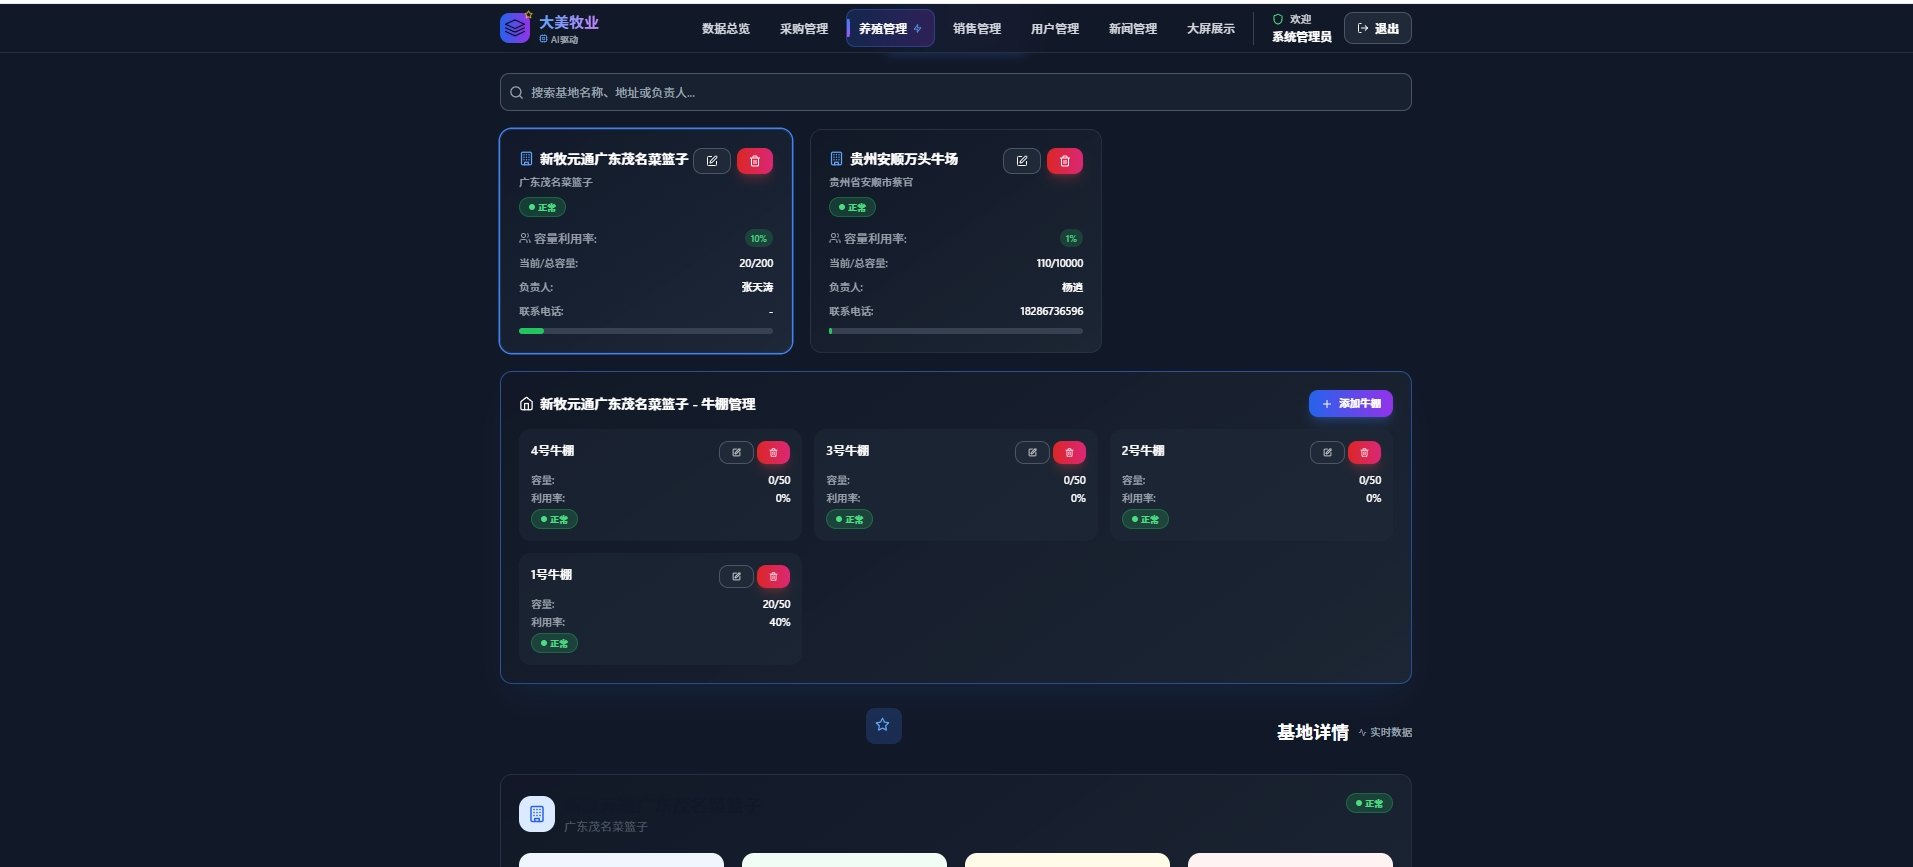 大美牧业
AI驱动
数据总览 采购管理 养殖管理 销售管理 用户管理 新闻管理 大屏展示
欢迎
系统管理员
退出
搜索基地名称、地址或负责人...
新牧元通广东茂名菜篮子
广东茂名菜篮子
正常
容量利用率: 10%
当前/总容量: 20/200
负责人: 张天涛
联系电话: -
贵州安顺万头牛场
贵州省安顺市蔡官
正常
容量利用率: 1%
当前/总容量: 110/10000
负责人: 杨逍
联系电话: 18286736596
新牧元通广东茂名菜篮子 - 牛棚管理
添加牛棚
4号牛棚
容量: 0/50
利用率: 0%
正常
3号牛棚
容量: 0/50
利用率: 0%
正常
2号牛棚
容量: 0/50
利用率: 0%
正常
1号牛棚
容量: 20/50
利用率: 40%
正常
基地详情 实时数据
正常
广东茂名菜篮子